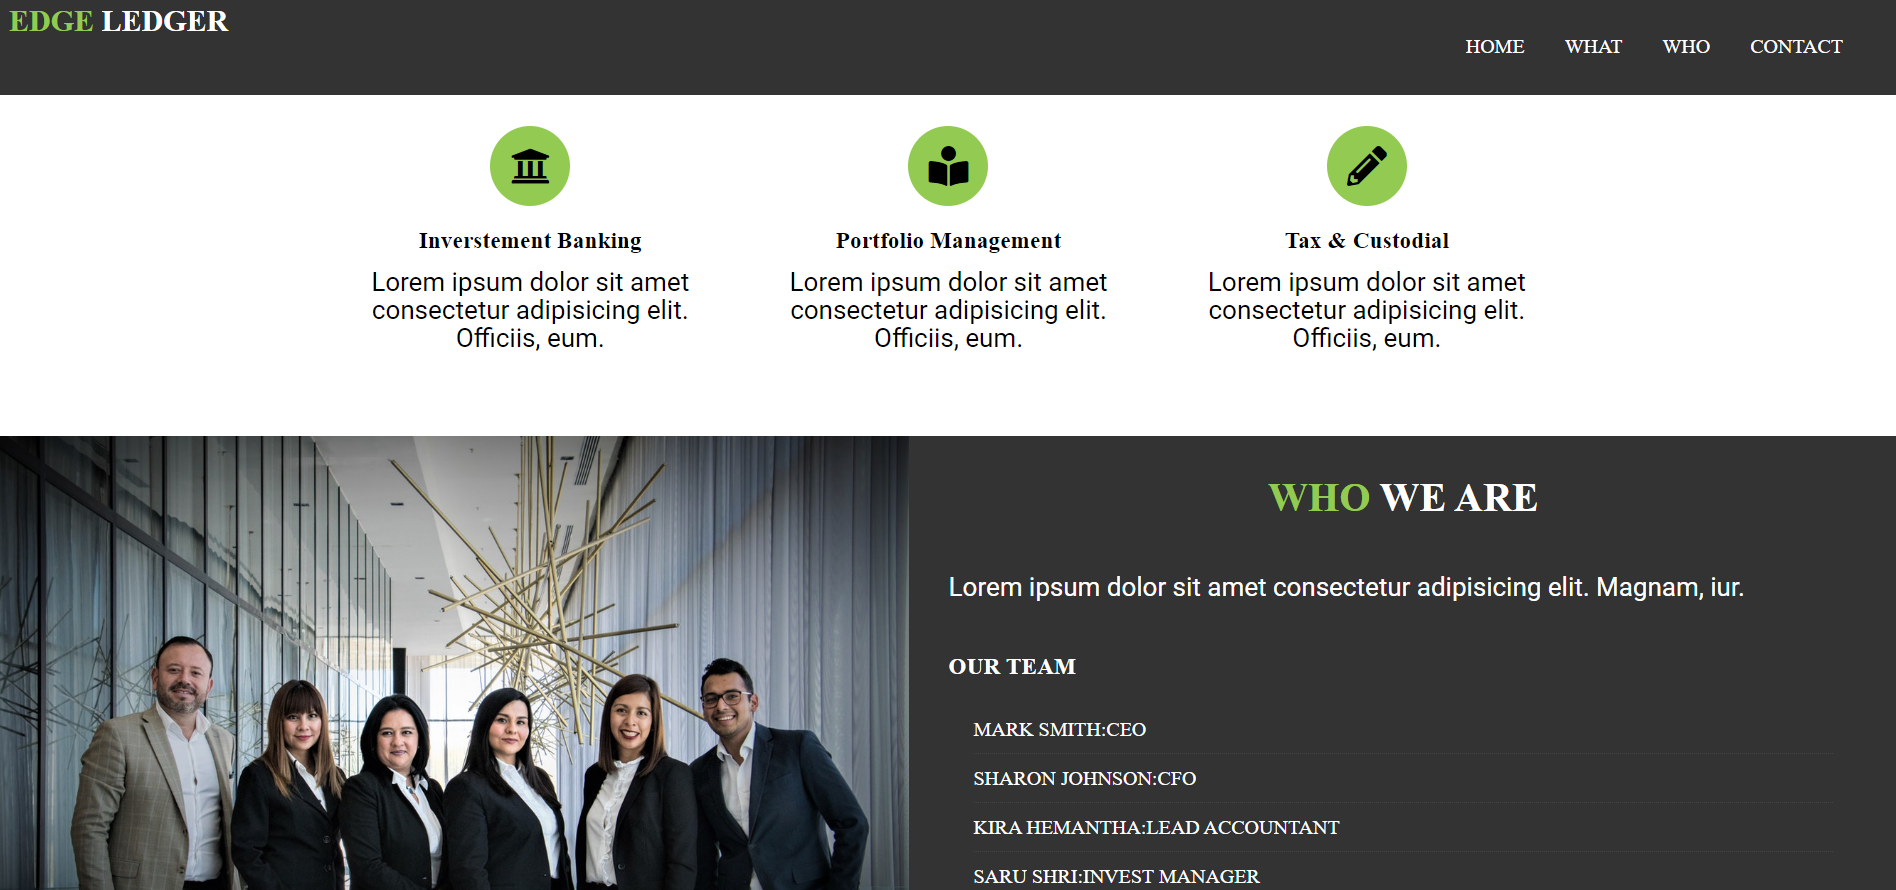 EDGE LEDGER
HOME WHAT WHO CONTACT
Inverstement Banking
Lorem ipsum dolor sit amet
consectetur adipisicing elit.
Officiis, eum.
Portfolio Management
Lorem ipsum dolor sit amet
consectetur adipisicing elit.
Officiis, eum.
Tax & Custodial
Lorem ipsum dolor sit amet
consectetur adipisicing elit.
Officiis, eum.
WHO WE ARE
Lorem ipsum dolor sit amet consectetur adipisicing elit. Magnam, iur.
OUR TEAM
MARK SMITH:CEO
SHARON JOHNSON:CFO
KIRA HEMANTHA:LEAD ACCOUNTANT
SARU SHRI:INVEST MANAGER